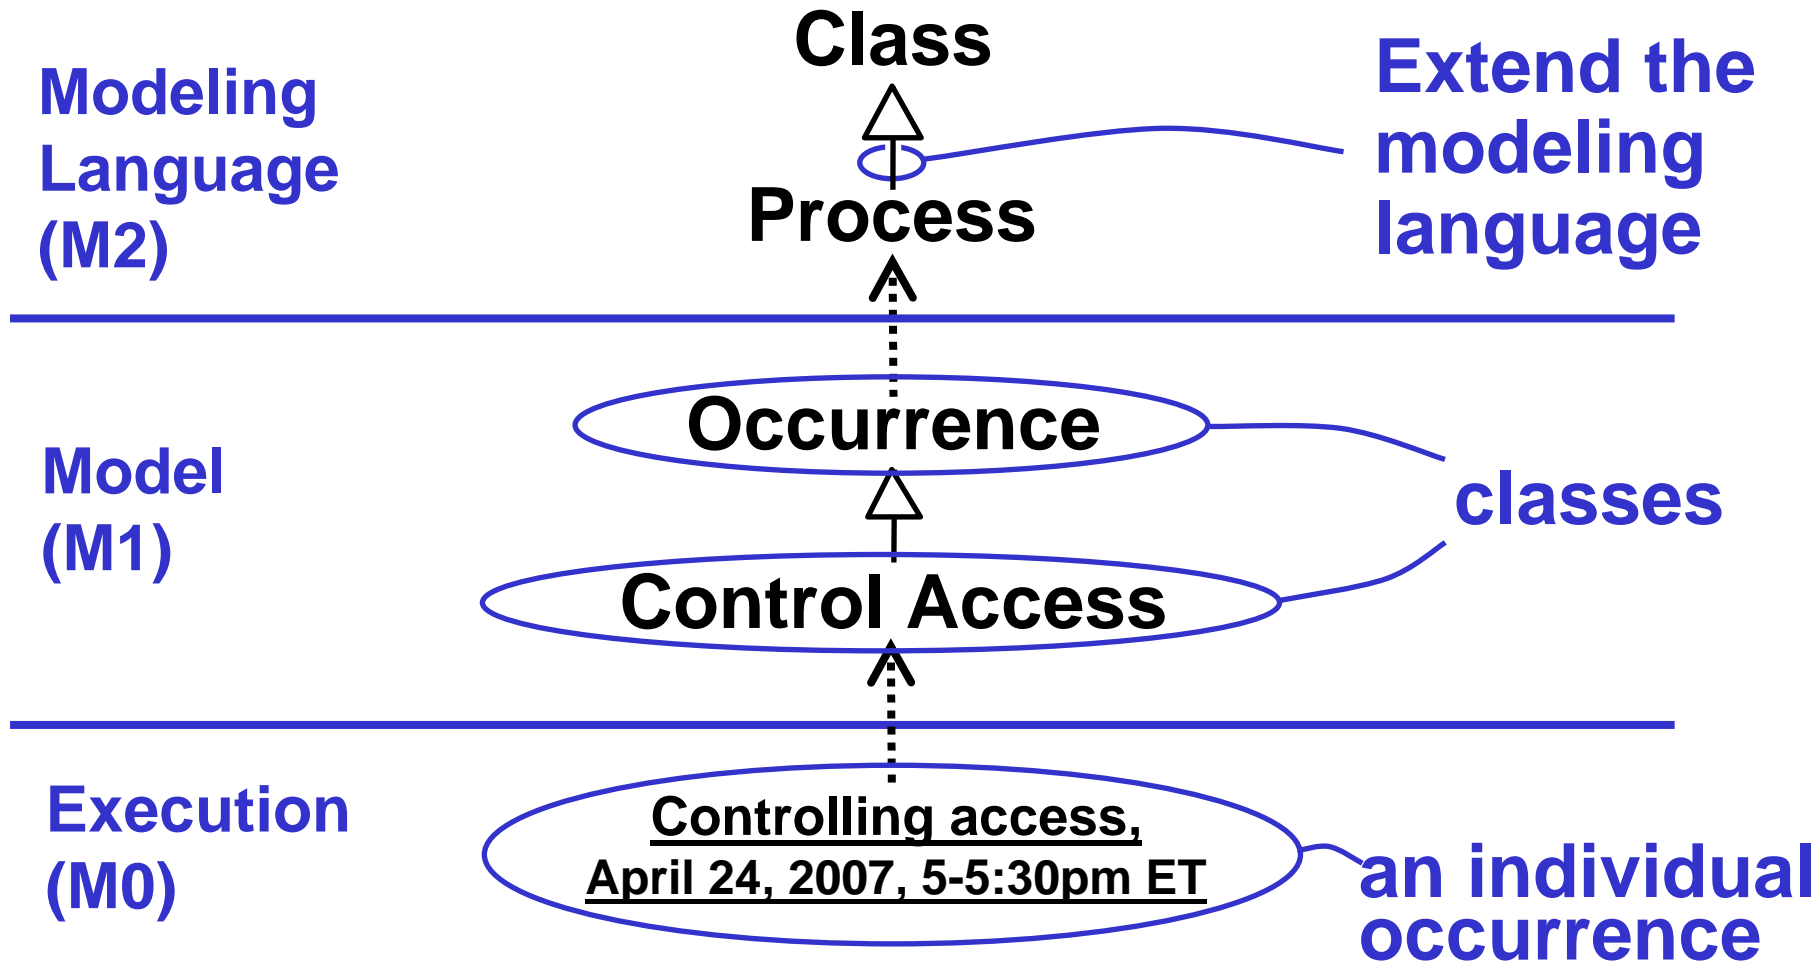 Class
Modeling
Language
(M2)
Extend the
modeling
language
Process
Occurrence
Model
(M1)
classes
Control Access
Execution
(M0)
Controlling access,
April 24, 2007, 5-5:30pm ET
an individual
occurrence